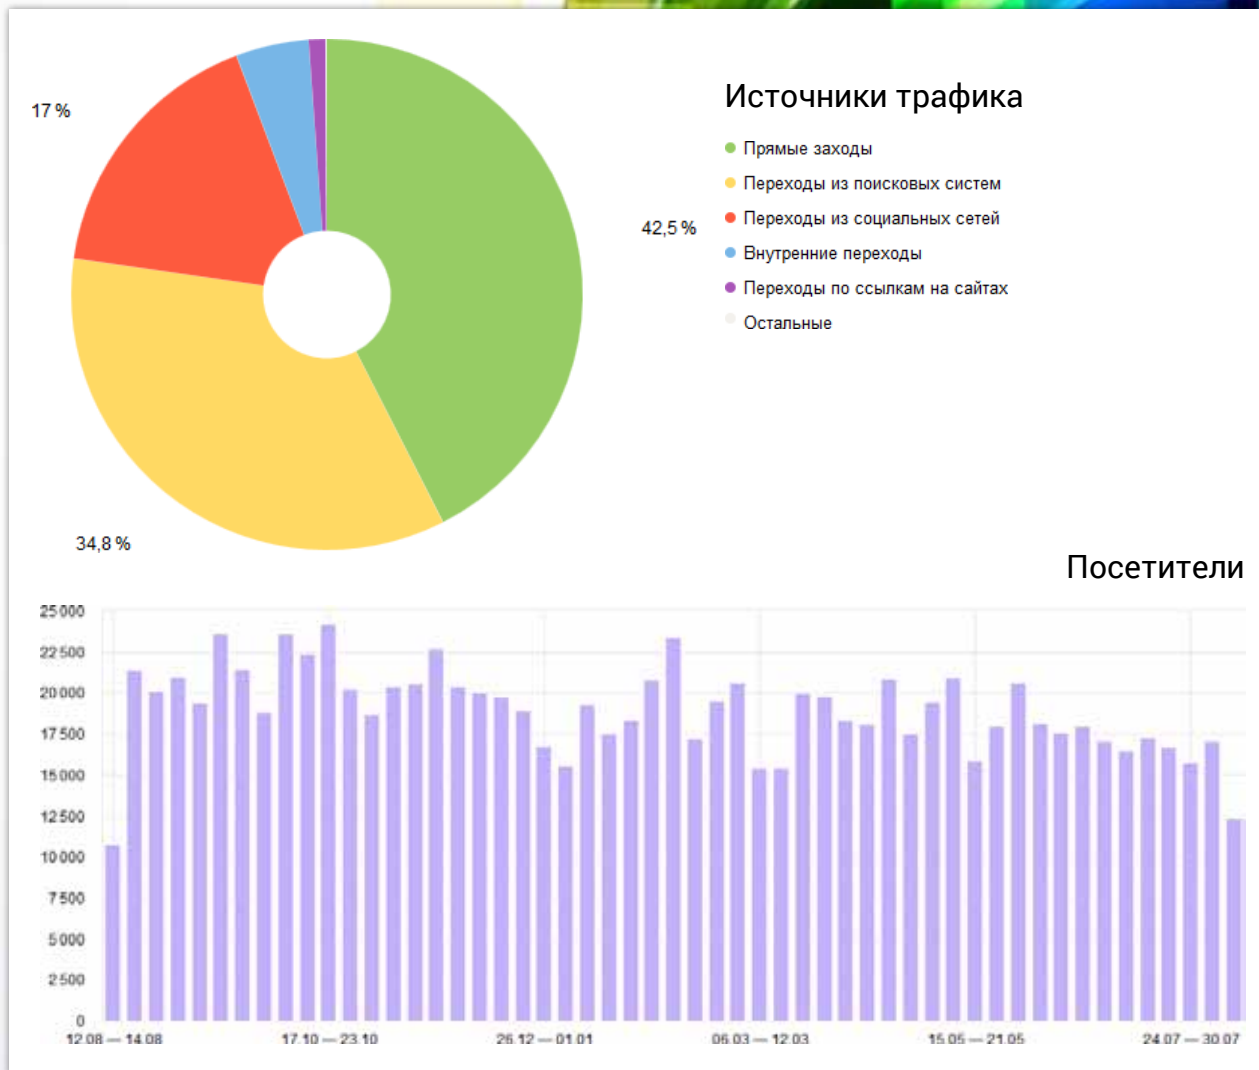 17 %
Источники трафика
Прямые заходы
Переходы из поисковых систем
Переходы из социальных сетей
42,5 %
Внутренние переходы
Переходы по ссылкам на сайтах
Остальные
34,8 %
Посетители
25 000
22 500
20 000
17 500
15 000
12 500
10 000
7 500
5 000
2 500
0
12.08 — 14.08 17.10 — 23.10 26.12 — 01.01 06.03 — 12.03 15.05 — 21.05 24.07 — 30.07